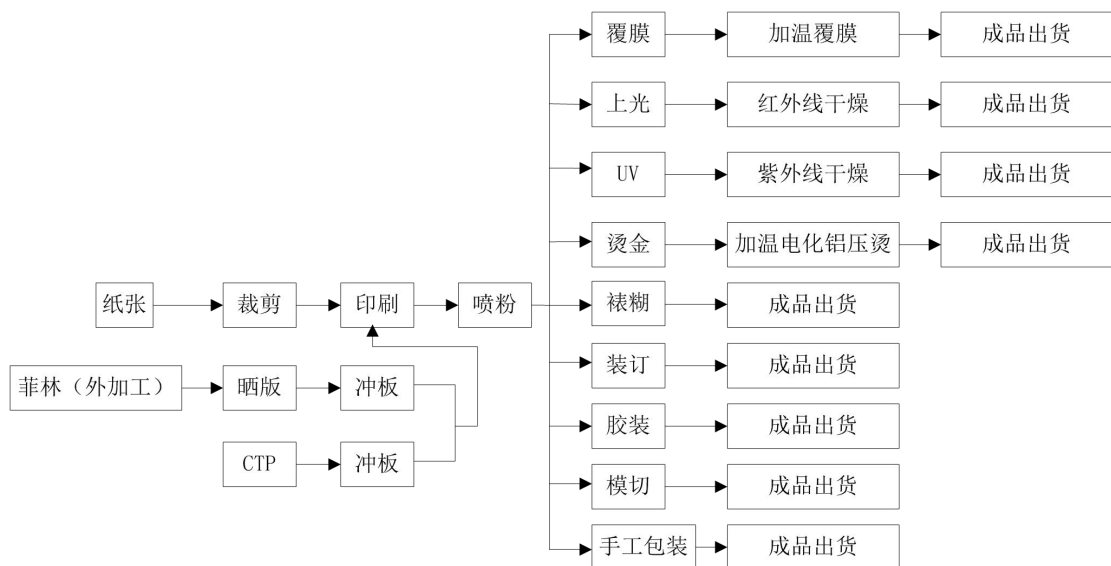 覆膜 加温覆膜 成品出货
上光 红外线干燥 成品出货
UV 紫外线干燥 成品出货
烫金 加温电化铝压烫 成品出货
纸张 裁剪 印刷 喷粉 裱糊 成品出货
装订 成品出货
菲林（外加工） 晒版 冲板
胶装 成品出货
CTP 冲板
模切 成品出货
手工包装 成品出货